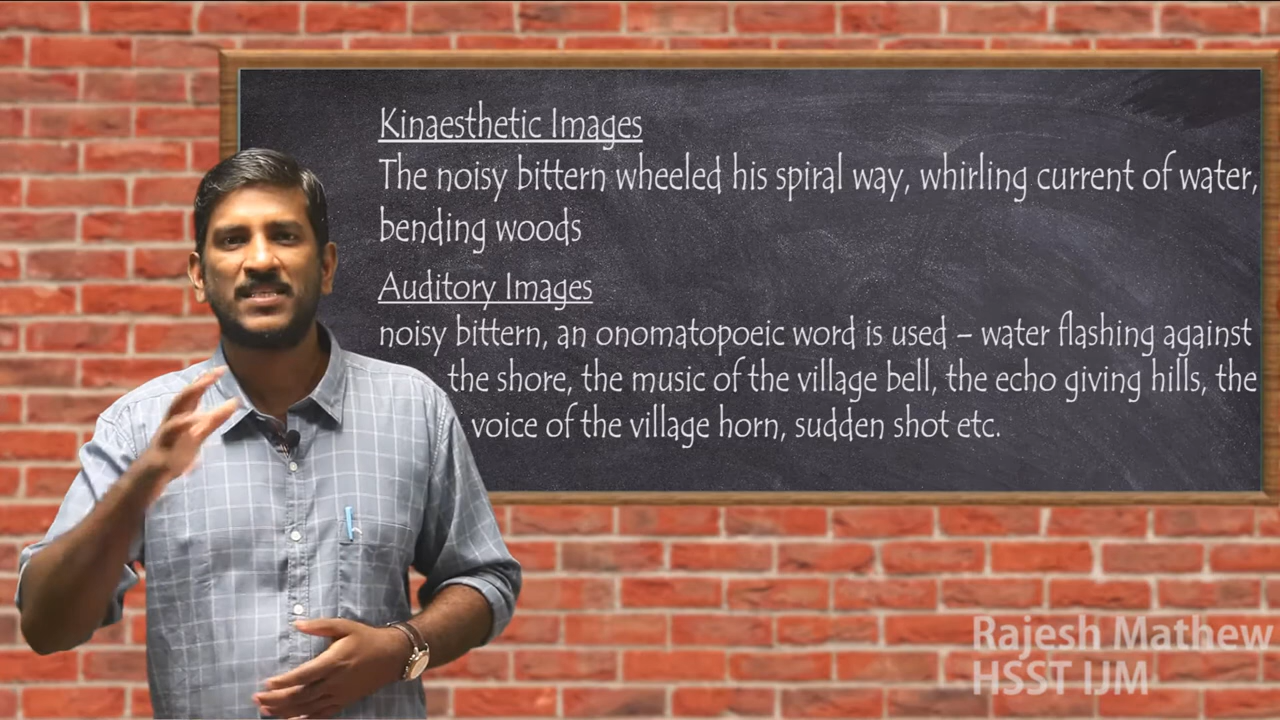 Kinaesthetic Images
The noisy bittern wheeled his spiral way, whirling current of water,
bending woods
Auditory Images
noisy bittern, an onomatopoeic word is used – water flashing against
the shore, the music of the village bell, the echo giving hills, the
voice of the village horn, sudden shot etc.
Rajesh Mathew
HSST IJM